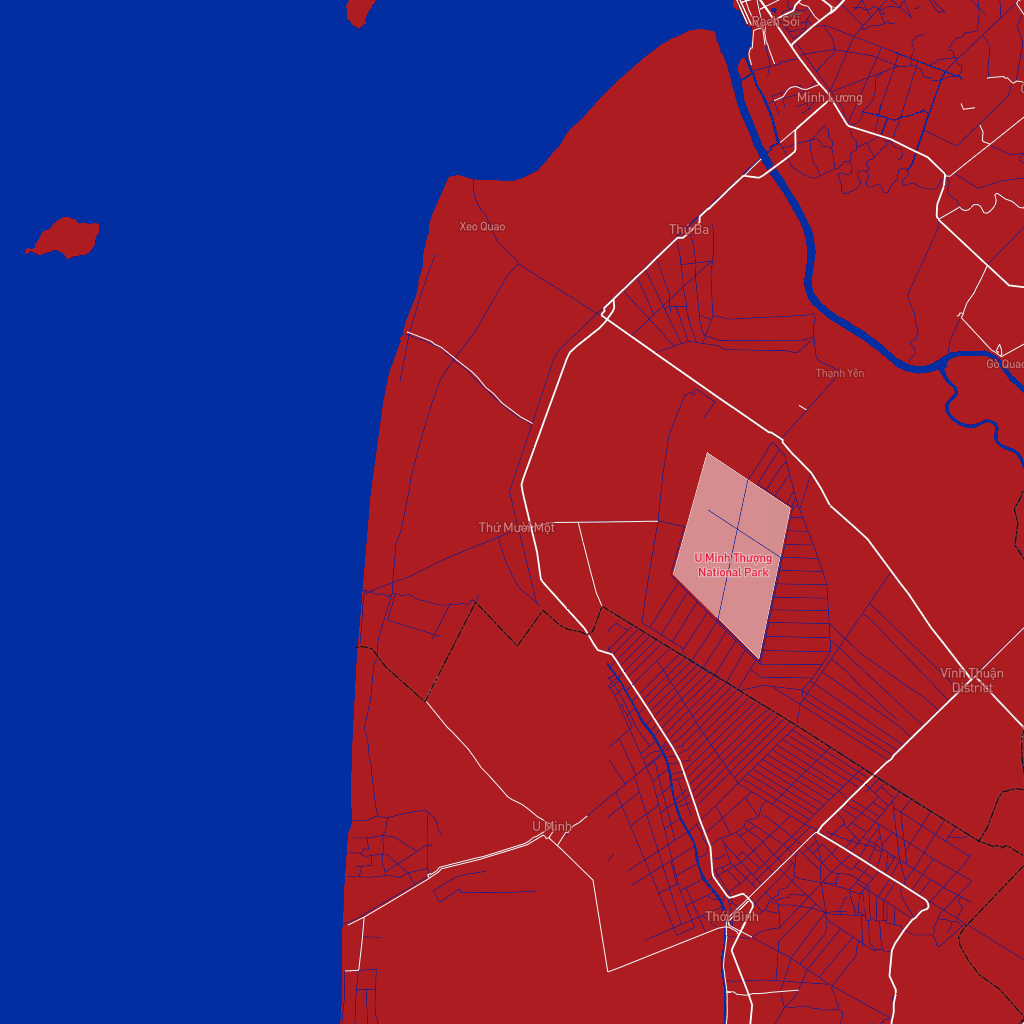 Rạch Sỏi
Minh Lương
Xeo Quao
Thứ Ba
Gò Quao
Thạnh Yên
Thứ Mười Một
U Minh Thượng
National Park
Vĩnh Thuận
District
U Minh
Thới Bình